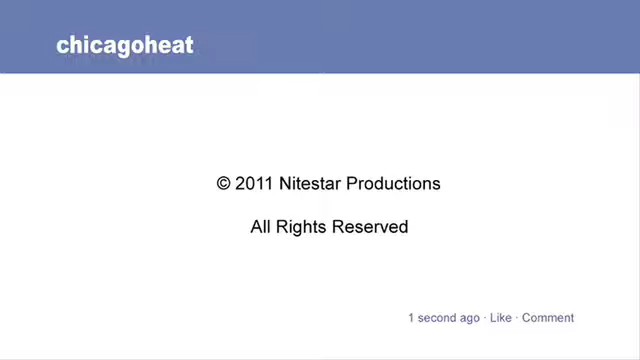 chicagoheat
© 2011 Nitestar Productions
All Rights Reserved
1 second ago · Like · Comment